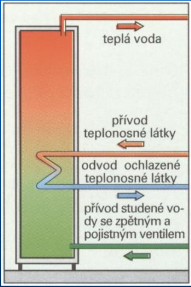 teplá voda
přívod
teplonosné látky
odvod ochlazené
teplonosné látky
přívod studené vo-
dy se zpětným a
pojistným ventilem